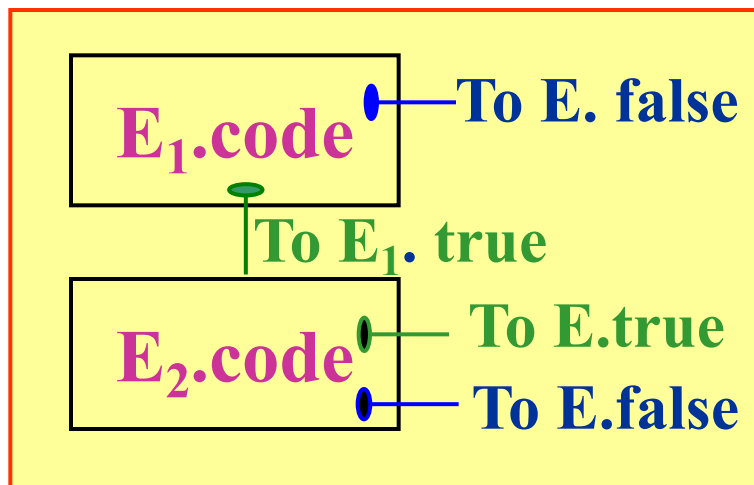 E₁.code
To E. false
To E₁. true
E₂.code
To E.true
To E.false